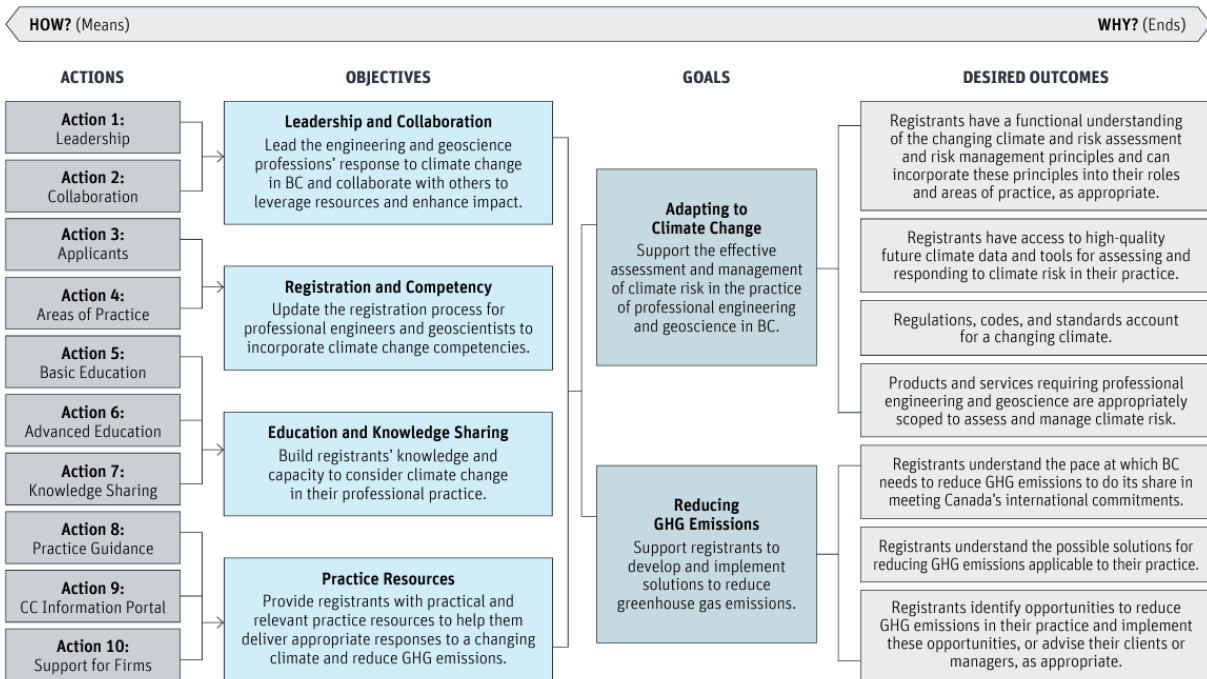 HOW? (Means)
WHY? (Ends)
ACTIONS
OBJECTIVES
GOALS
DESIRED OUTCOMES
Action 1:
Leadership
Action 2:
Collaboration
Action 3:
Applicants
Action 4:
Areas of Practice
Action 5:
Basic Education
Action 6:
Advanced Education
Action 7:
Knowledge Sharing
Action 8:
Practice Guidance
Action 9:
CC Information Portal
Action 10:
Support for Firms
Leadership and Collaboration
Lead the engineering and geoscience
professions’ response to climate change
in BC and collaborate with others to
leverage resources and enhance impact.
Registration and Competency
Update the registration process for
professional engineers and geoscientists to
incorporate climate change competencies.
Education and Knowledge Sharing
Build registrants’ knowledge and
capacity to consider climate change
in their professional practice.
Practice Resources
Provide registrants with practical and
relevant practice resources to help them
deliver appropriate responses to a changing
climate and reduce GHG emissions.
Adapting to
Climate Change
Support the effective
assessment and management
of climate risk in the practice
of professional engineering
and geoscience in BC.
Reducing
GHG Emissions
Support registrants to
develop and implement
solutions to reduce
greenhouse gas emissions.
Registrants have a functional understanding
of the changing climate and risk assessment
and risk management principles and can
incorporate these principles into their roles
and areas of practice, as appropriate.
Registrants have access to high-quality
future climate data and tools for assessing and
responding to climate risk in their practice.
Regulations, codes, and standards account
for a changing climate.
Products and services requiring professional
engineering and geoscience are appropriately
scoped to assess and manage climate risk.
Registrants understand the pace at which BC
needs to reduce GHG emissions to do its share in
meeting Canada’s international commitments.
Registrants understand the possible solutions for
reducing GHG emissions applicable to their practice.
Registrants identify opportunities to reduce
GHG emissions in their practice and implement
these opportunities, or advise their clients or
managers, as appropriate.